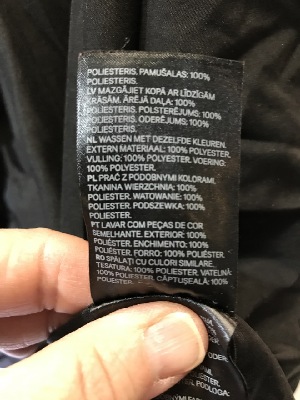 POLIESTERIS. PAMUŠALAS: 100%
POLIESTERIS.
LV MAZGĀJIET KOPĀ AR LĪDZĪGĀM
KRĀSĀM. ĀRĒJĀ DAĻA: 100%
POLIESTERIS. POLSTERĒJUMS: 100%
POLIESTERIS. ODERĒJUMS: 100%
POLIESTERIS.
NL WASSEN MET DEZELFDE KLEUREN.
EXTERN MATERIAAL: 100% POLYESTER.
VULLING: 100% POLYESTER. VOERING:
100% POLYESTER.
PL PRAĆ Z PODOBNYMI KOLORAMI.
TKANINA WIERZCHNIA: 100%
POLIESTER. WATOWANIE: 100%
POLIESTER. PODSZEWKA: 100%
POLIESTER.
PT LAVAR COM PEÇAS DE COR
SEMELHANTE. EXTERIOR: 100%
POLIÉSTER. ENCHIMENTO: 100%
POLIÉSTER. FORRO: 100% POLIÉSTER
RO SPĂLAȚI CU CULORI SIMILARE.
ȚESĂTURĂ: 100% POLIESTER. VATELINĂ:
100% POLIESTER. CĂPTUȘEALĂ: 100%
POLIESTER.